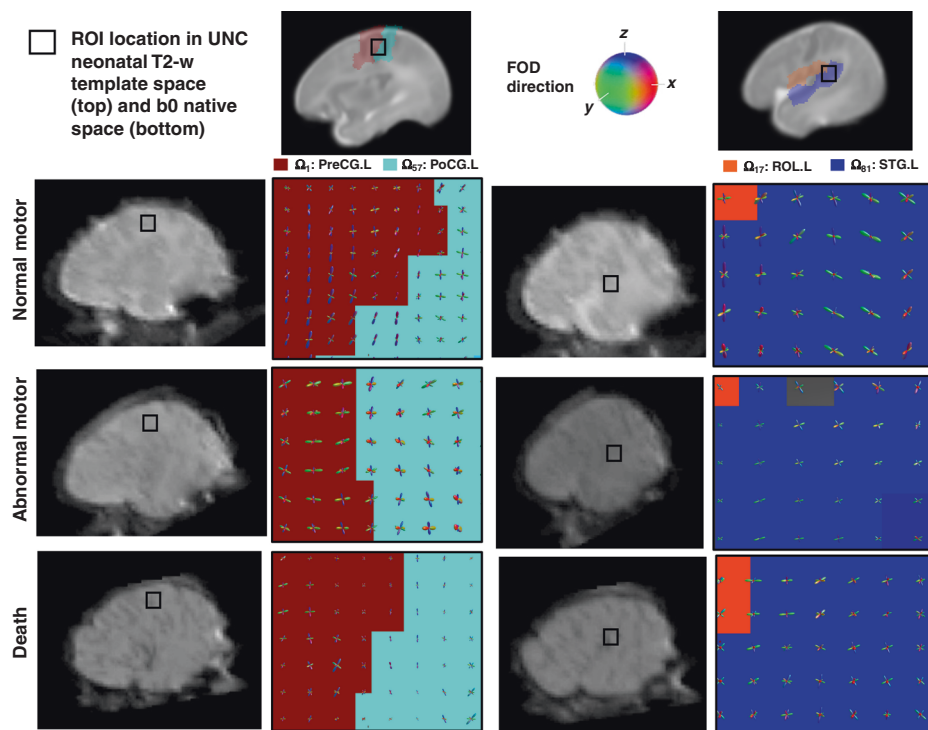 ROI location in UNC
neonatal T2-w
template space
(top) and b0 native
space (bottom)
FOD
direction
z
x
y
Ω1: PreCG.L Ω57: PoCG.L
Ω17: ROL.L Ω81: STG.L
Normal motor
Abnormal motor
Death